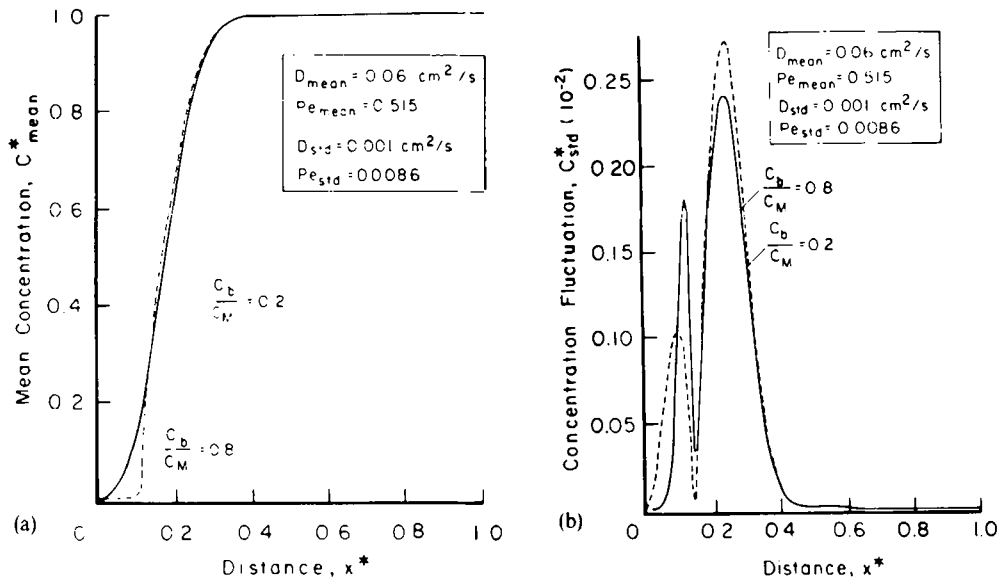 Mean Concentration, C*mean
1 0
0.8
0 6
0 4
0 2
Dmean=0.06 cm²/s
Pemean=0.515
Dstd=0.001 cm²/s
Pestd=00086
Cb/CM=0.2
Cb/CM=08
(a)
0
0.2
0.4
0.6
0.8
1.0
Distance, x*
Concentration Fluctuation, C*std (10-2)
0.25
0.20
0.15
0.10
0.05
Dmean=0.06 cm²/s
Pemean=0.515
Dstd=0.001 cm²/s
Pestd=0.0086
Cb/CM=0.8
Cb/CM=0.2
(b)
0
0.2
0.4
0.6
0.8
1.0
Distance, x*